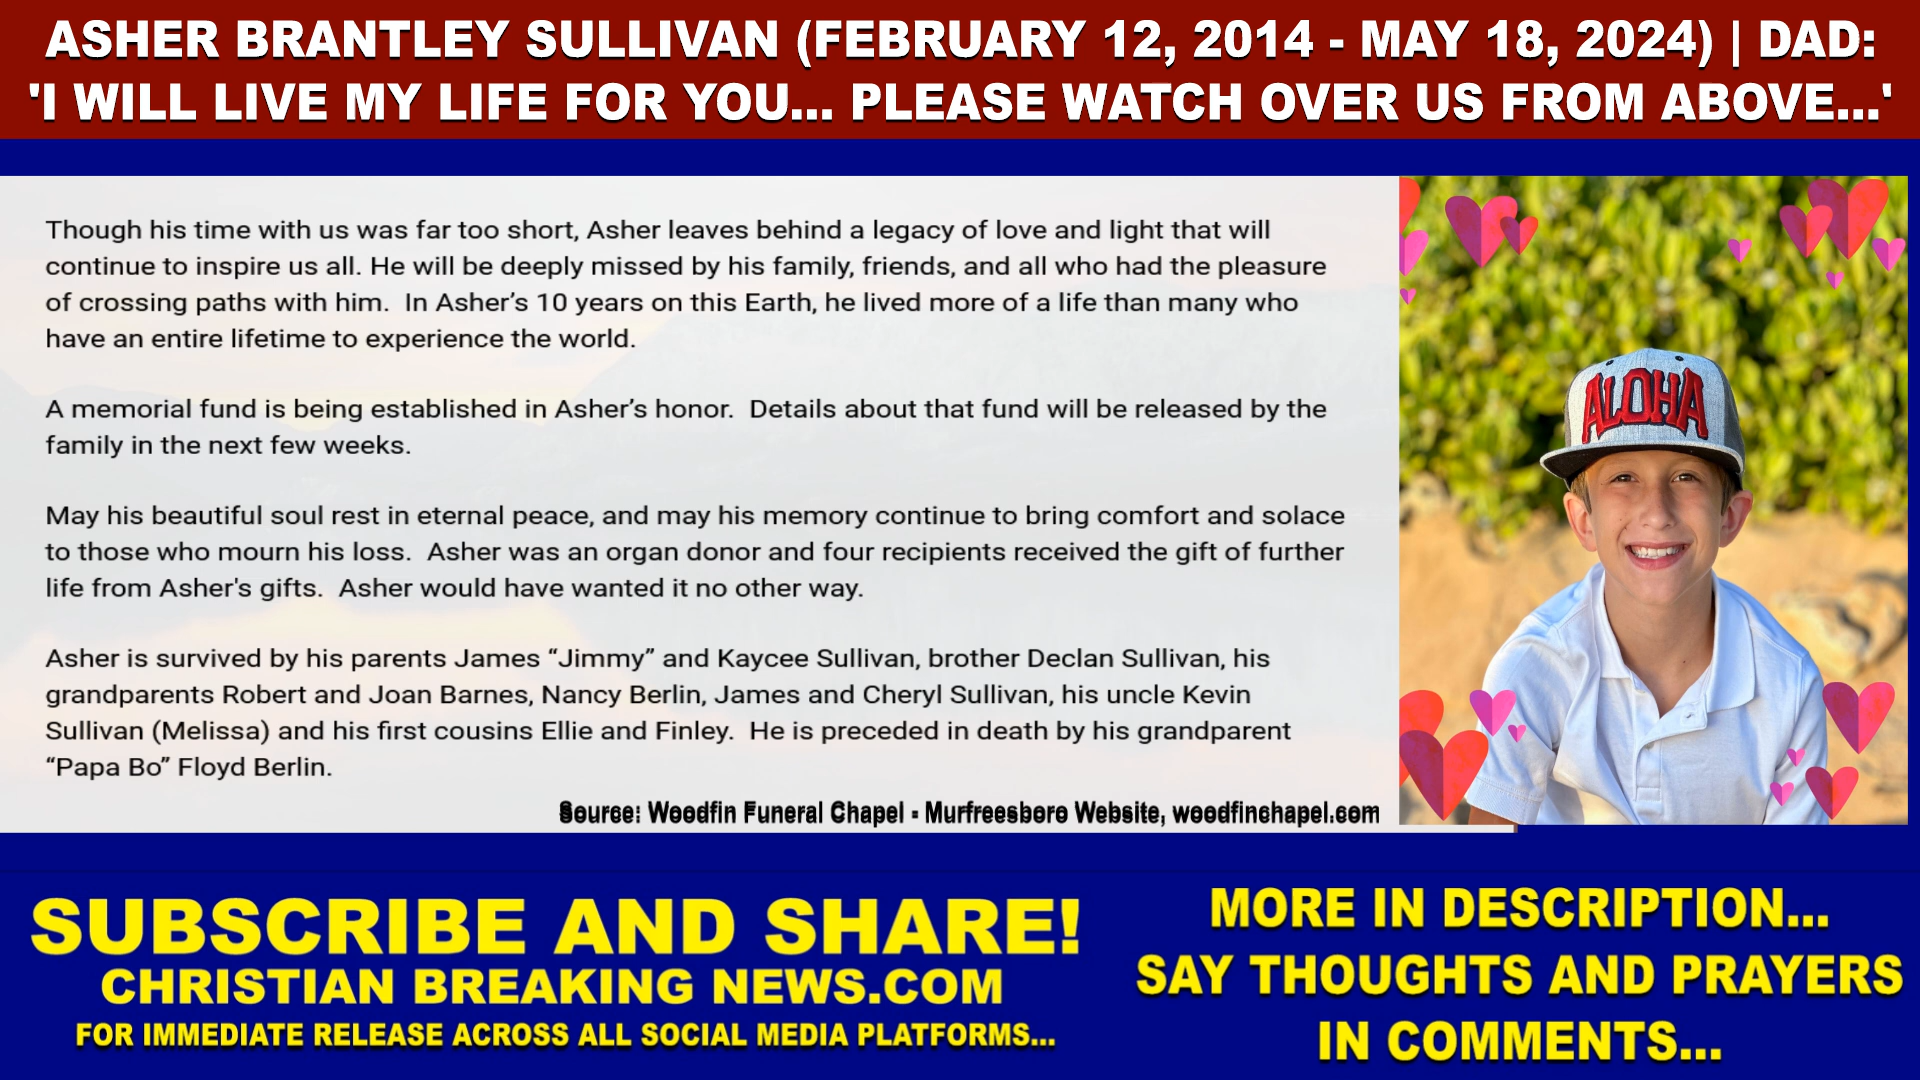 ASHER BRANTLEY SULLIVAN (FEBRUARY 12, 2014 - MAY 18, 2024) | DAD:
'I WILL LIVE MY LIFE FOR YOU... PLEASE WATCH OVER US FROM ABOVE...'
Though his time with us was far too short, Asher leaves behind a legacy of love and light that will
continue to inspire us all. He will be deeply missed by his family, friends, and all who had the pleasure
of crossing paths with him.  In Asher’s 10 years on this Earth, he lived more of a life than many who
have an entire lifetime to experience the world.
A memorial fund is being established in Asher’s honor.  Details about that fund will be released by the
family in the next few weeks.
May his beautiful soul rest in eternal peace, and may his memory continue to bring comfort and solace
to those who mourn his loss.  Asher was an organ donor and four recipients received the gift of further
life from Asher's gifts.  Asher would have wanted it no other way.
Asher is survived by his parents James “Jimmy” and Kaycee Sullivan, brother Declan Sullivan, his
grandparents Robert and Joan Barnes, Nancy Berlin, James and Cheryl Sullivan, his uncle Kevin
Sullivan (Melissa) and his first cousins Ellie and Finley.  He is preceded in death by his grandparent
“Papa Bo” Floyd Berlin.
Source: Woodfin Funeral Chapel - Murfreesboro Website, woodfinchapel.com
ALOHA
SUBSCRIBE AND SHARE!
CHRISTIAN BREAKING NEWS.COM
FOR IMMEDIATE RELEASE ACROSS ALL SOCIAL MEDIA PLATFORMS...
MORE IN DESCRIPTION...
SAY THOUGHTS AND PRAYERS
IN COMMENTS...